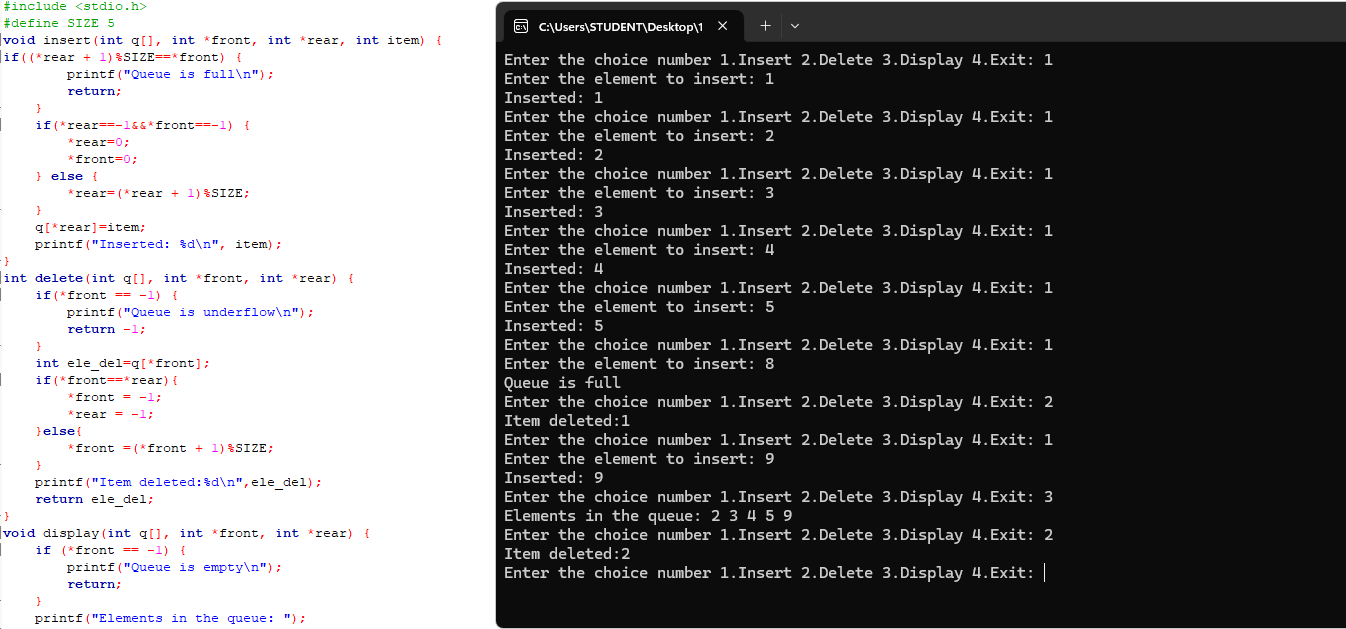 #include <stdio.h>
#define SIZE 5
void insert(int q[], int *front, int *rear, int item) {
if((*rear + 1)%SIZE==*front) {
        printf("Queue is full\n");
        return;
    }
    if(*rear==-1&&*front==-1) {
        *rear=0;
        *front=0;
    } else {
        *rear=(*rear + 1)%SIZE;
    }
    q[*rear]=item;
    printf("Inserted: %d\n", item);
}
int delete(int q[], int *front, int *rear) {
    if(*front == -1) {
        printf("Queue is underflow\n");
        return -1;
    }
    int ele_del=q[*front];
    if(*front==*rear){
        *front = -1;
        *rear = -1;
    }else{
        *front =(*front + 1)%SIZE;
    }
    printf("Item deleted:%d\n",ele_del);
    return ele_del;
}
void display(int q[], int *front, int *rear) {
    if (*front == -1) {
        printf("Queue is empty\n");
        return;
    }
    printf("Elements in the queue: ");
C:\Users\STUDENT\Desktop\1
Enter the choice number 1.Insert 2.Delete 3.Display 4.Exit: 1
Enter the element to insert: 1
Inserted: 1
Enter the choice number 1.Insert 2.Delete 3.Display 4.Exit: 1
Enter the element to insert: 2
Inserted: 2
Enter the choice number 1.Insert 2.Delete 3.Display 4.Exit: 1
Enter the element to insert: 3
Inserted: 3
Enter the choice number 1.Insert 2.Delete 3.Display 4.Exit: 1
Enter the element to insert: 4
Inserted: 4
Enter the choice number 1.Insert 2.Delete 3.Display 4.Exit: 1
Enter the element to insert: 5
Inserted: 5
Enter the choice number 1.Insert 2.Delete 3.Display 4.Exit: 1
Enter the element to insert: 8
Queue is full
Enter the choice number 1.Insert 2.Delete 3.Display 4.Exit: 2
Item deleted:1
Enter the choice number 1.Insert 2.Delete 3.Display 4.Exit: 1
Enter the element to insert: 9
Inserted: 9
Enter the choice number 1.Insert 2.Delete 3.Display 4.Exit: 3
Elements in the queue: 2 3 4 5 9
Enter the choice number 1.Insert 2.Delete 3.Display 4.Exit: 2
Item deleted:2
Enter the choice number 1.Insert 2.Delete 3.Display 4.Exit: